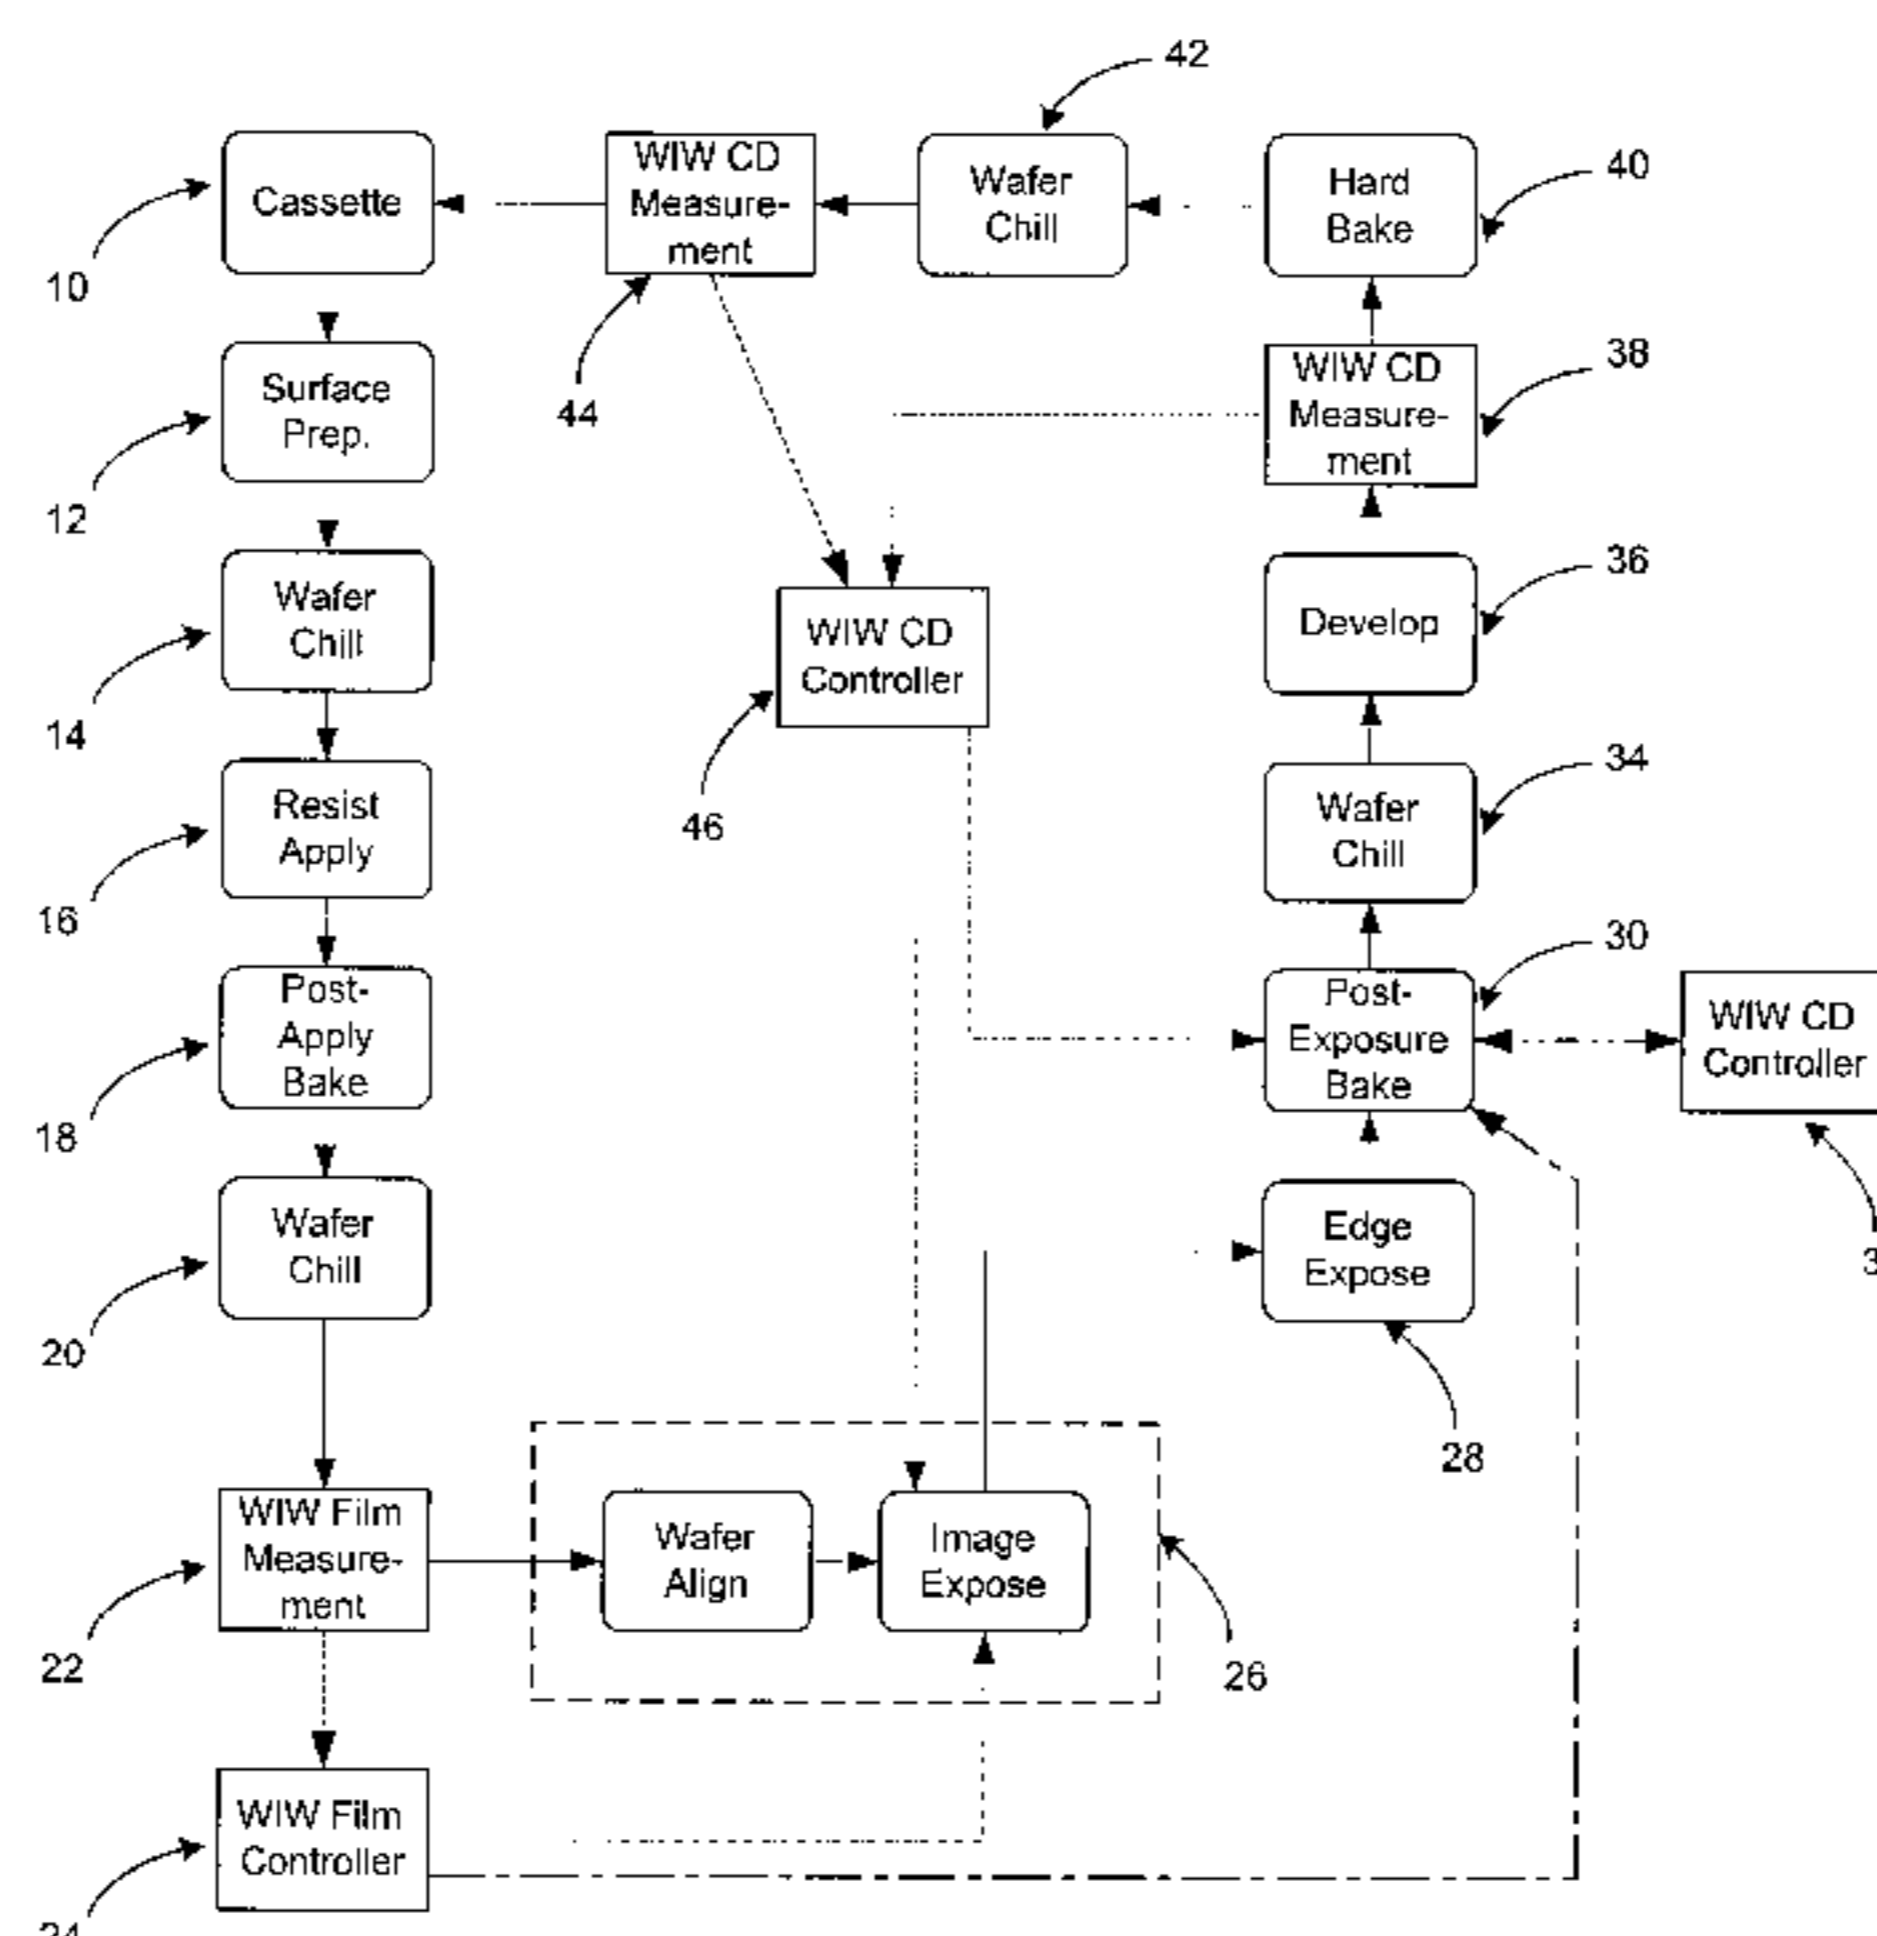 42
Cassette
WIW CD
Measure-
ment
Wafer
Chill
Hard
Bake
40
10
44
Surface
Prep.
12
WIW CD
Measure-
ment
38
Wafer
Chill
14
WIW CD
Controller
46
Develop
36
Resist
Apply
16
Wafer
Chill
34
Post-
Apply
Bake
18
Post-
Exposure
Bake
30
WIW CD
Controller
Wafer
Chill
20
Edge
Expose
28
WIW Film
Measure-
ment
22
Wafer
Align
Image
Expose
26
WIW Film
Controller